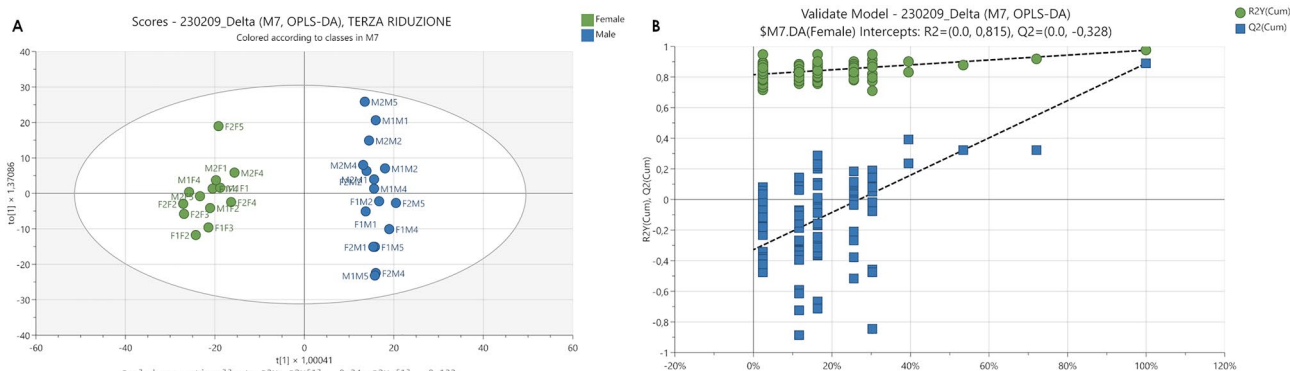 A
Scores - 230209_Delta (M7, OPLS-DA), TERZA RIDUZIONE
Colored according to classes in M7
Female
Male
40
30
20
10
0
-10
-20
-30
-40
to[1] × 1,37086
-60
-40
-20
0
20
40
60
t[1] × 1,00041
F2F5
M2F1
M2F4
M1F4
F2F2
F2F3
M1F2
F2F4
F1F3
F1F2
M2M5
M1M1
M2M2
M2M4
M1M2
M1M4
F1M2
F2M5
F1M1
F1M4
F2M1
F1M5
F2M4
M1M5
B
Validate Model - 230209_Delta (M7, OPLS-DA)
$M7.DA(Female) Intercepts: R2=(0.0, 0,815), Q2=(0.0, -0,328)
R2Y(Cum)
Q2(Cum)
1
0,8
0,6
0,4
0,2
0
-0,2
-0,4
-0,6
-0,8
-1
R2Y(Cum), Q2(Cum)
-20%
0%
20%
40%
60%
80%
100%
120%